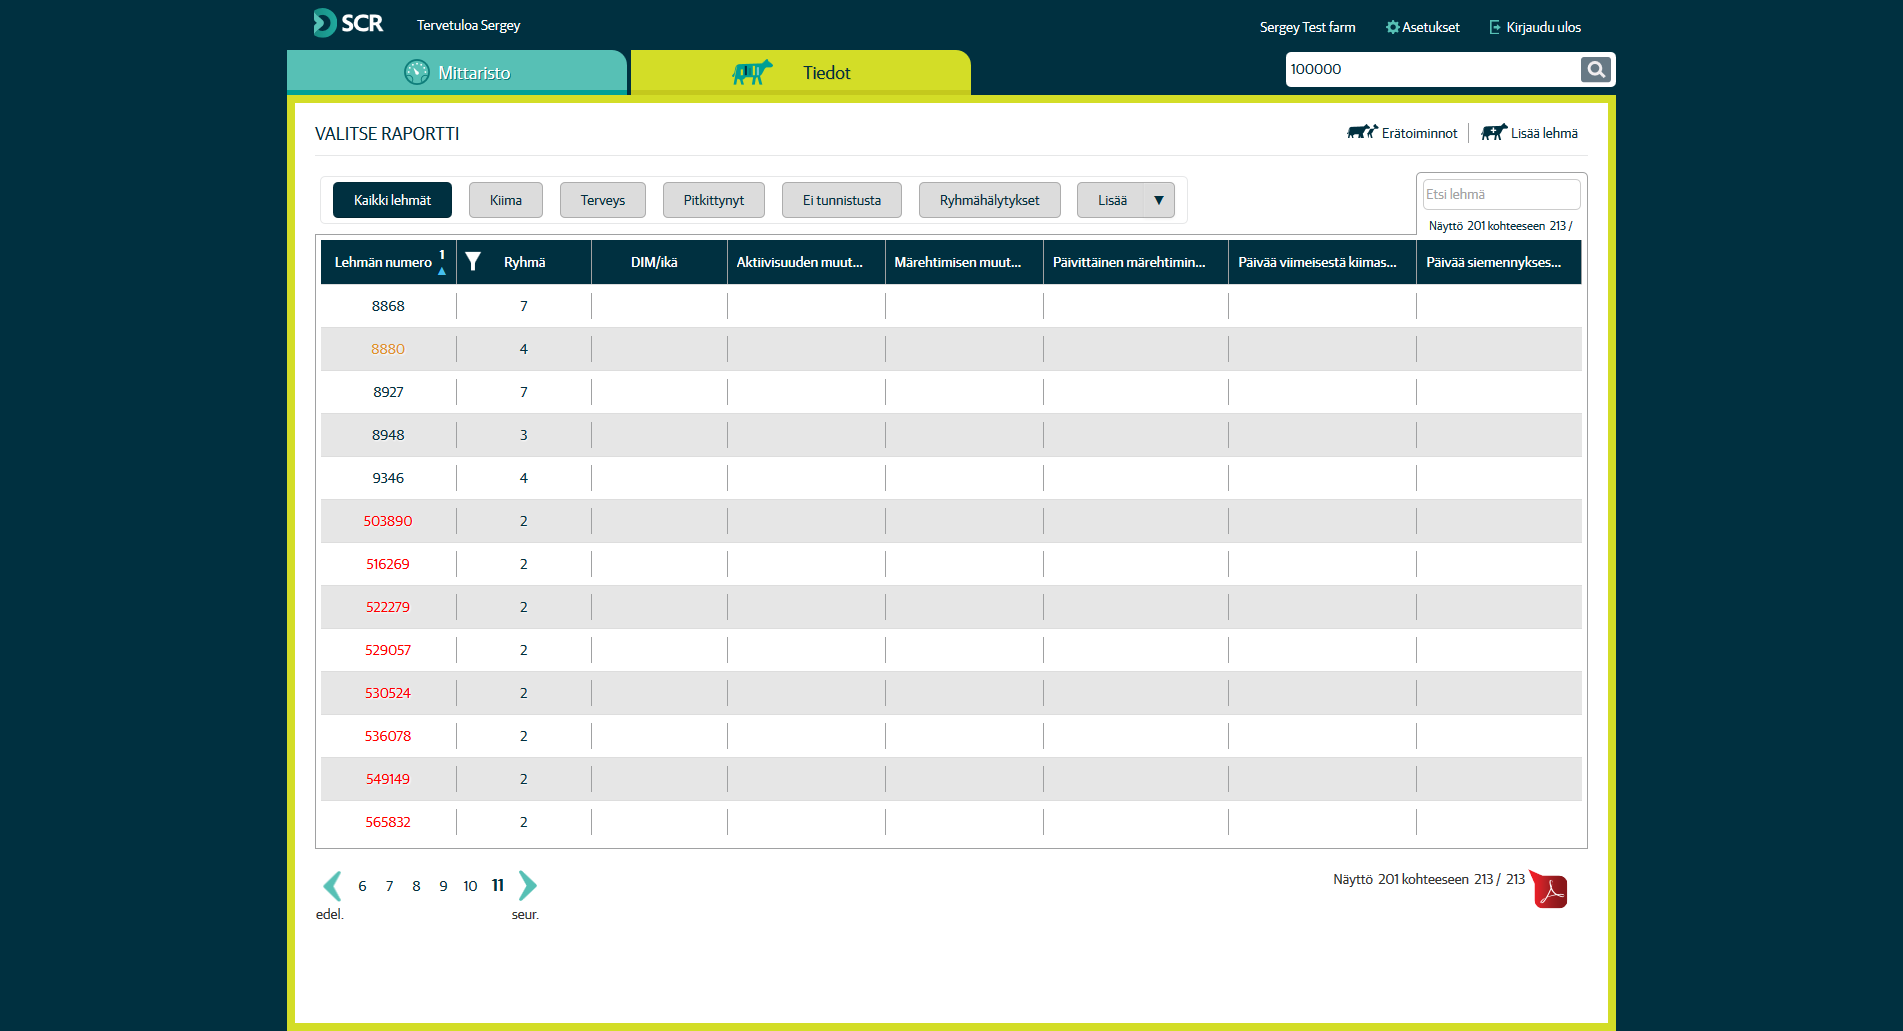 SCR
Tervetuloa Sergey
Sergey Test farm
Asetukset
Kirjaudu ulos
Mittaristo
Tiedot
100000
VALITSE RAPORTTI
Erätoiminnot
Lisää lehmä
Kaikki lehmät
Kiima
Terveys
Pitkittynyt
Ei tunnistusta
Ryhmähälytykset
Lisää ▼
Etsi lehmä
Näyttö 201 kohteeseen 213 /
Lehmän numero 1 ▲ Ryhmä DIM/ikä Aktiivisuuden muut... Märehtimisen muut... Päivittäinen märehtimin... Päivää viimeisestä kiimas... Päivää siemennykses...
8868 7
8880 4
8927 7
8948 3
9346 4
503890 2
516269 2
522279 2
529057 2
530524 2
536078 2
549149 2
565832 2
6 7 8 9 10 11
edel.
seur.
Näyttö 201 kohteeseen 213 / 213